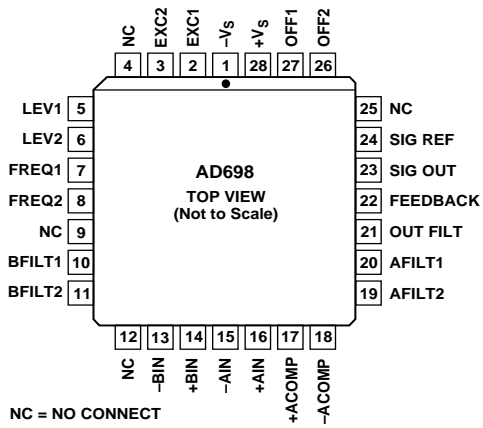 NC
EXC2
EXC1
–VS
+VS
OFF1
OFF2
4
3
2
1
28
27
26
LEV1 5
LEV2 6
FREQ1 7
FREQ2 8
NC 9
BFILT1 10
BFILT2 11
AD698
TOP VIEW
(Not to Scale)
25 NC
24 SIG REF
23 SIG OUT
22 FEEDBACK
21 OUT FILT
20 AFILT1
19 AFILT2
12
13
14
15
16
17
18
NC
–BIN
+BIN
–AIN
+AIN
+ACOMP
–ACOMP
NC = NO CONNECT